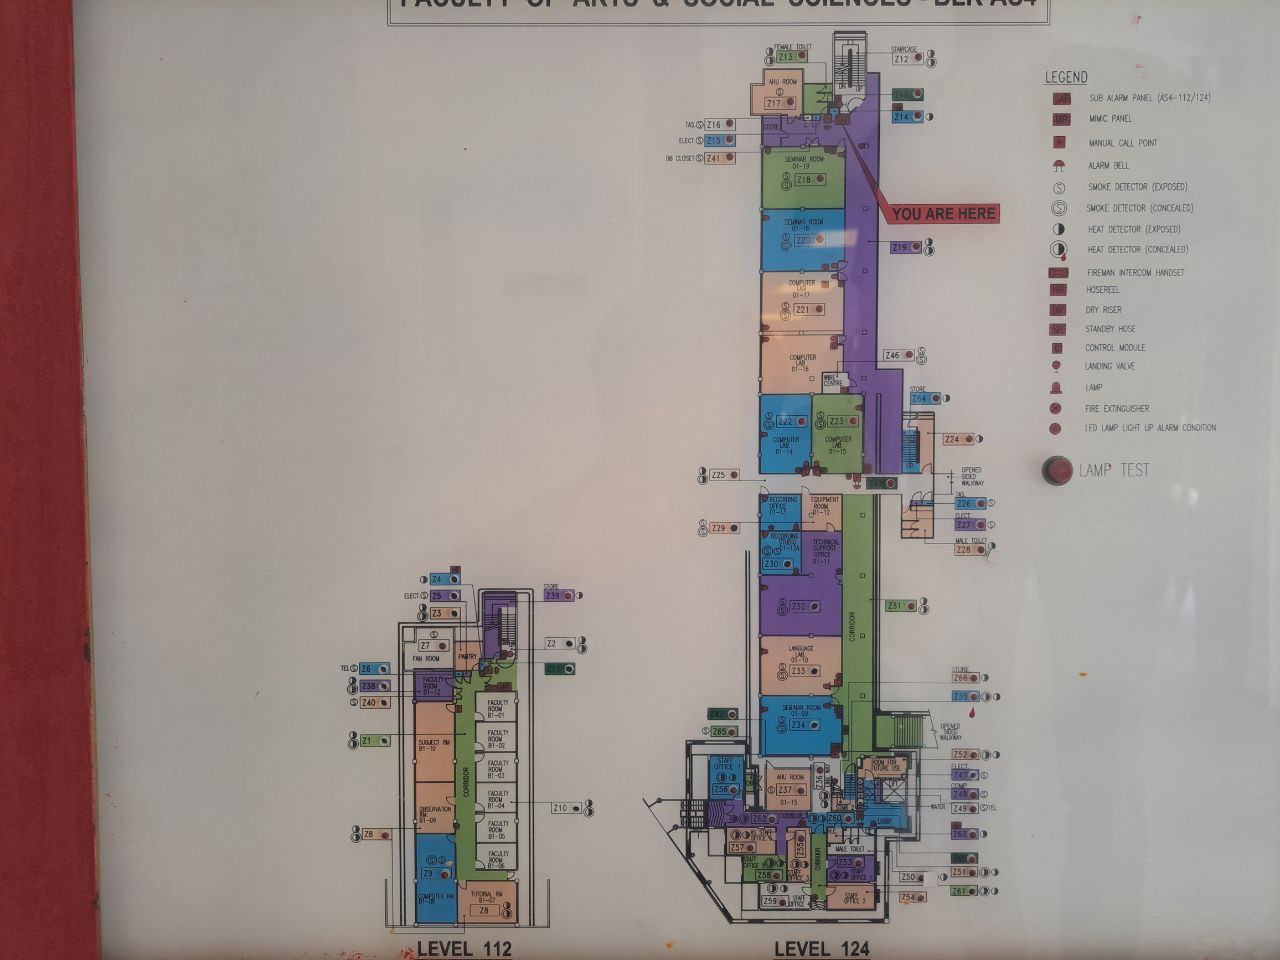 FACULTY OF ARTS & SOCIAL SCIENCES - BLK AS4
LEGEND
SUB ALARM PANEL (AS4-112/124)
MIMIC PANEL
MANUAL CALL POINT
ALARM BELL
SMOKE DETECTOR (EXPOSED)
SMOKE DETECTOR (CONCEALED)
HEAT DETECTOR (EXPOSED)
HEAT DETECTOR (CONCEALED)
FIREMAN INTERCOM HANDSET
HOSEREEL
DRY RISER
STANDBY HOSE
CONTROL MODULE
LANDING VALVE
LAMP
FIRE EXTINGUISHER
LED LAMP LIGHT UP ALARM CONDITION
LAMP TEST
FEMALE TOILET
Z13
STAIRCASE
Z12
AHU ROOM
Z17
Z14
TAS. Z16
STORE
ELECT. Z15
DB CLOSET Z41
SEMINAR ROOM
01-19
Z18
YOU ARE HERE
SEMINAR ROOM
01-18
Z20
Z19
COMPUTER
LAB
01-17
Z21
COMPUTER
LAB
01-16
Z46
WIRE
CENTRE
STORE
Z64
Z22
Z23
COMPUTER
LAB
01-14
COMPUTER
LAB
01-15
Z24
UP
Z25
OPENED
SIDED
WALKWAY
TAS.
Z26
RECORDING
OFFICE
01-13
EQUIPMENT
ROOM
01-12
ELECT.
Z27
Z29
RECORDING
STUDIO
01-13A
TECHNICAL
SUPPORT
OFFICE
01-11
MALE TOILET
Z28
Z30
Z32
Z31
CORRIDOR
LANGUAGE
LAB
01-10
Z33
STORE
Z66
Z35
SEMINAR ROOM
01-09
Z34
Z65
OPENED
SIDED
WALKWAY
STAFF
OFFICE 7
Z56
AHU ROOM
Z37
01-15
Z36
ROOM FOR
FUTURE USE
LIFT
Z52
ELECT.
Z47
COMP
Z48
WATER
Z49 TEL
Z62
CORRIDOR
Z60
LOBBY
Z63
Z57
Z55
MALE TOILET
Z53
Z58
CORRIDOR
STAFF
OFFICE 1
Z50
Z51
Z61
Z59
STAFF
OFFICE 2
Z54
LEVEL 124
Z4
ELECT. Z5
Z3
STORE
Z39
Z7
FAN ROOM
PANTRY
Z2
TEL Z6
Z38
Z40
FACULTY
ROOM
B1-12
FACULTY
ROOM
B1-01
Z1
SUBJECT RM
B1-10
FACULTY
ROOM
B1-02
CORRIDOR
FACULTY
ROOM
B1-03
FACULTY
ROOM
B1-04
Z10
OBSERVATION
RM.
B1-09
FACULTY
ROOM
B1-05
Z8
FACULTY
ROOM
B1-06
Z9
COMPUTER RM
B1-08
TUTORIAL RM
B1-07
Z8
LEVEL 112